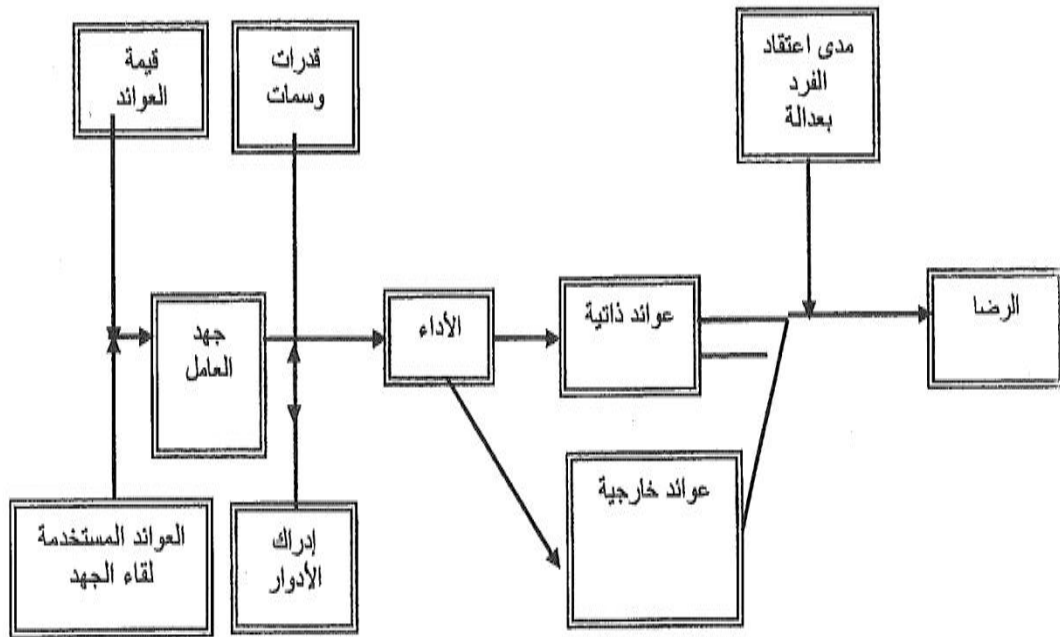 قيمة
العوائد
قدرات
وسمات
مدى اعتقاد
الفرد
بعدالة
جهد
العامل
الأداء
عوائد ذاتية
الرضا
عوائد خارجية
العوائد المستخدمة
لقاء الجهد
إدراك
الأدوار